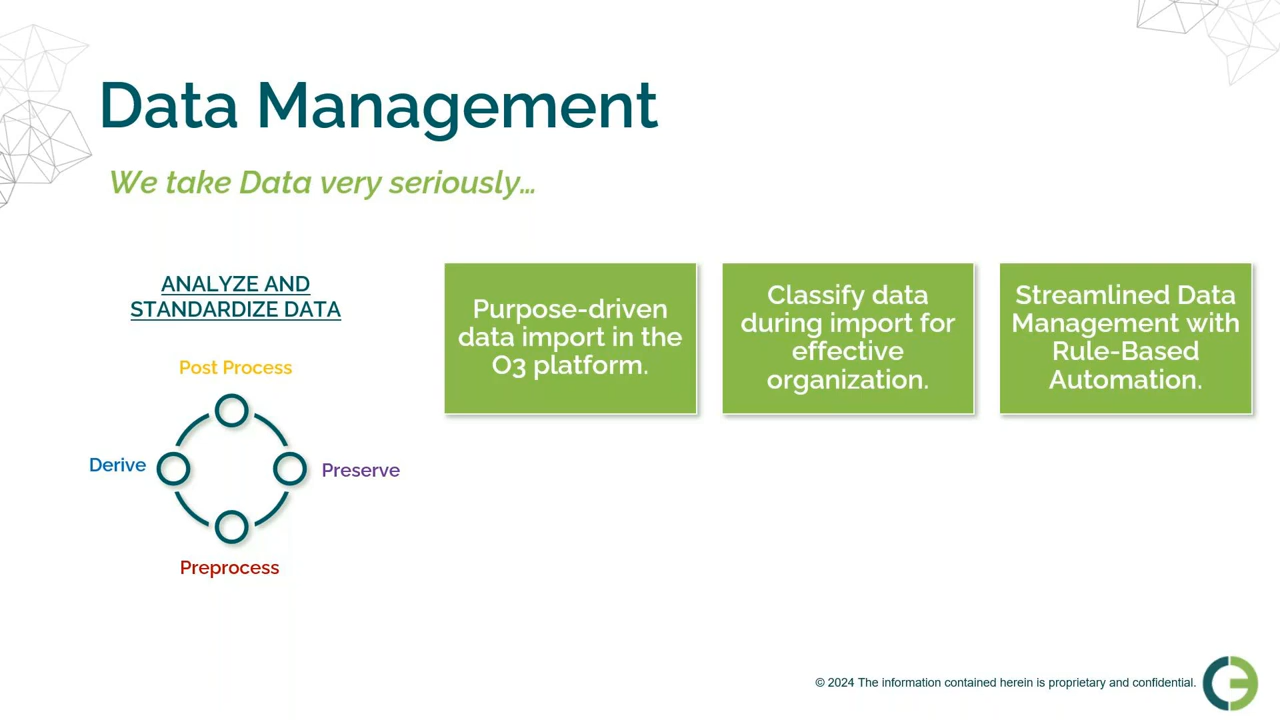 Data Management
We take Data very seriously…
ANALYZE AND
STANDARDIZE DATA
Post Process
Derive
Preserve
Preprocess
Purpose-driven
data import in the
O3 platform.
Classify data
during import for
effective
organization.
Streamlined Data
Management with
Rule-Based
Automation.
© 2024 The information contained herein is proprietary and confidential.